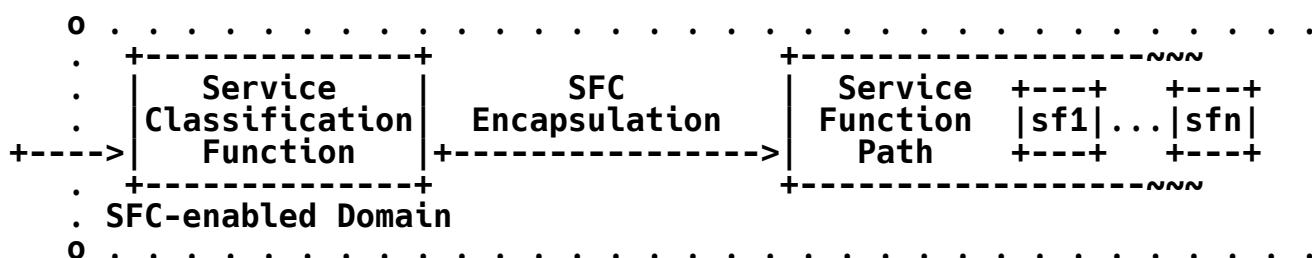 o . . . . . . . . . . . . . . . . . . . . . . . . . . . . . . . .
. +--------------+ +------------------~~~
. | Service | SFC | Service +---+ +---+
. |Classification| Encapsulation | Function |sf1|...|sfn|
+---->| Function |+---------------->| Path +---+ +---+
. +--------------+ +------------------~~~
. SFC-enabled Domain
o . . . . . . . . . . . . . . . . . . . . . . . . . . . . . . . .